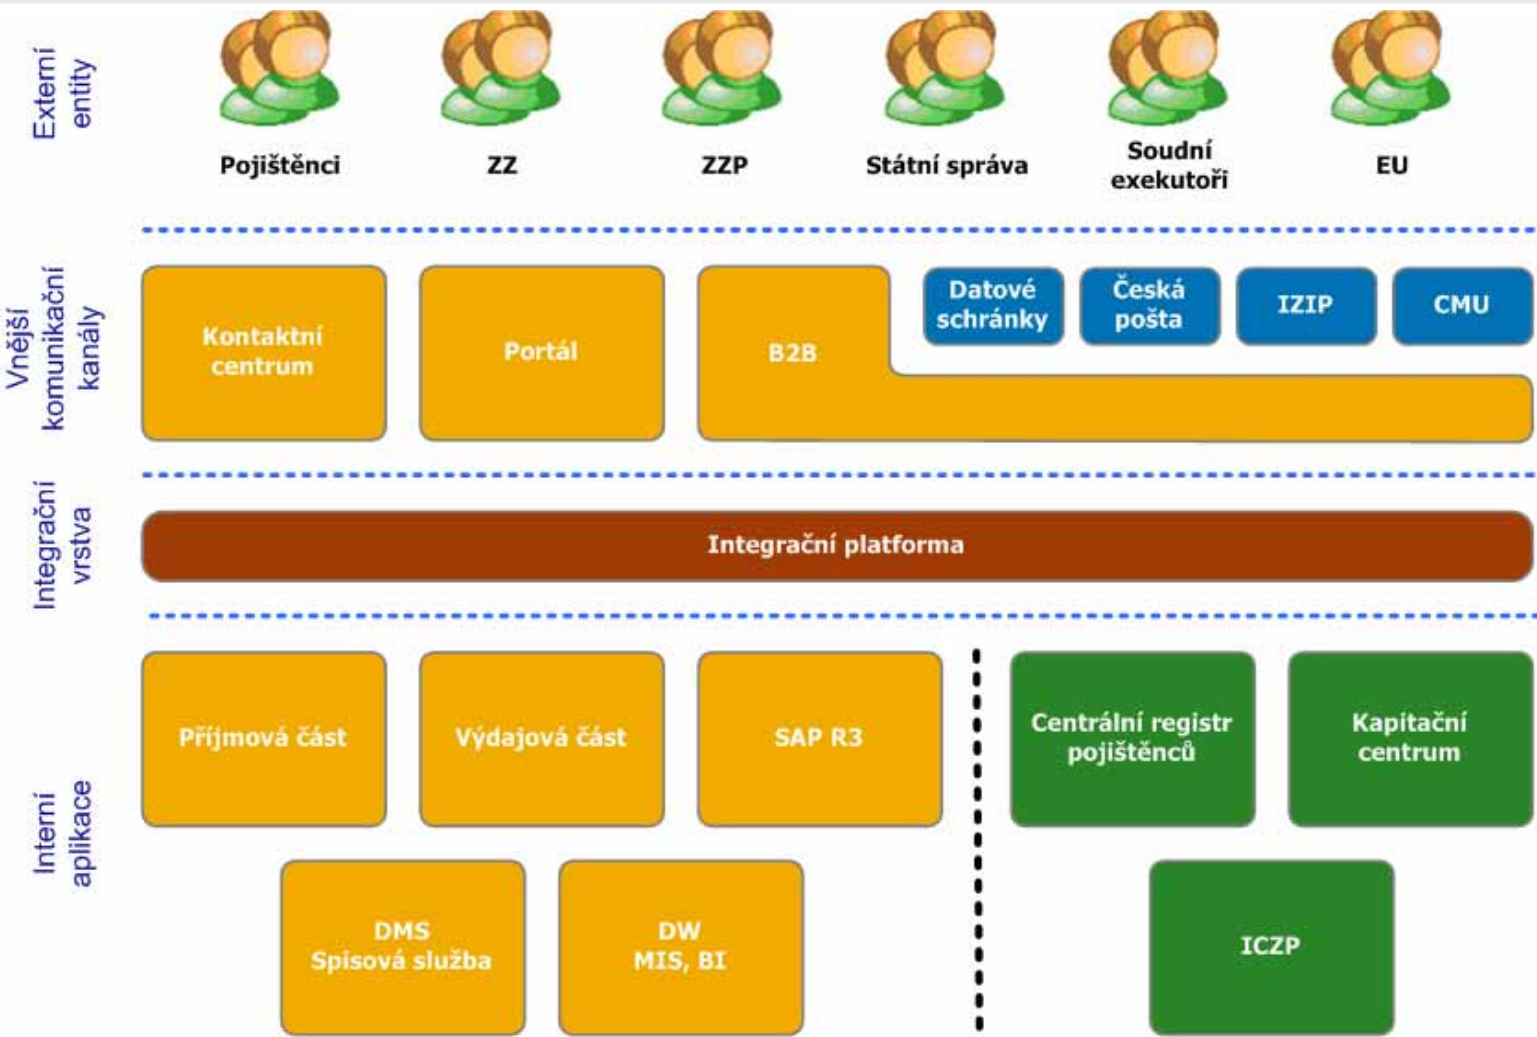 Externí
entity
Pojištěnci
ZZ
ZZP
Státní správa
Soudní
exekutoři
EU
Vnější
komunikační
kanály
Kontaktní
centrum
Portál
B2B
Datové
schránky
Česká
pošta
IZIP
CMU
Integrační
vrstva
Integrační platforma
Interní
aplikace
Příjmová část
Výdajová část
SAP R3
Centrální registr
pojištěnců
Kapitační
centrum
DMS
Spisová služba
DW
MIS, BI
ICZP